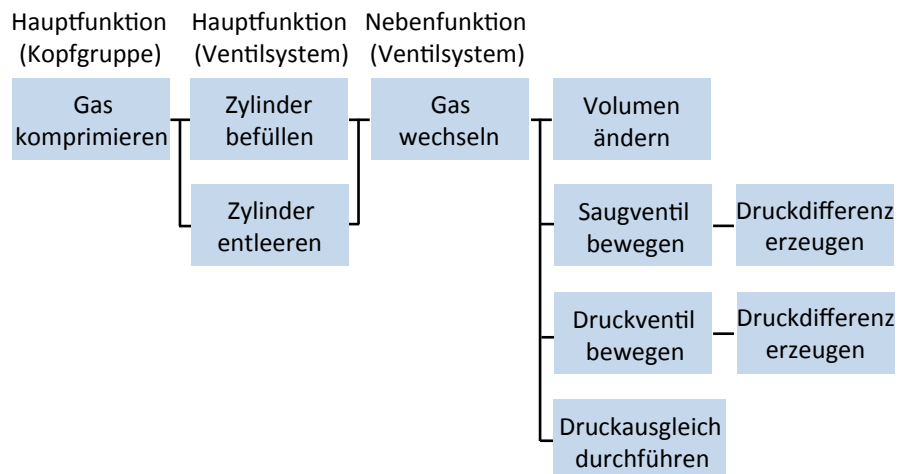 Hauptfunktion
(Kopfgruppe)
Hauptfunktion
(Ventilsystem)
Nebenfunktion
(Ventilsystem)
Gas
komprimieren
Zylinder
befüllen
Gas
wechseln
Volumen
ändern
Zylinder
entleeren
Saugventil
bewegen
Druckdifferenz
erzeugen
Druckventil
bewegen
Druckdifferenz
erzeugen
Druckausgleich
durchführen